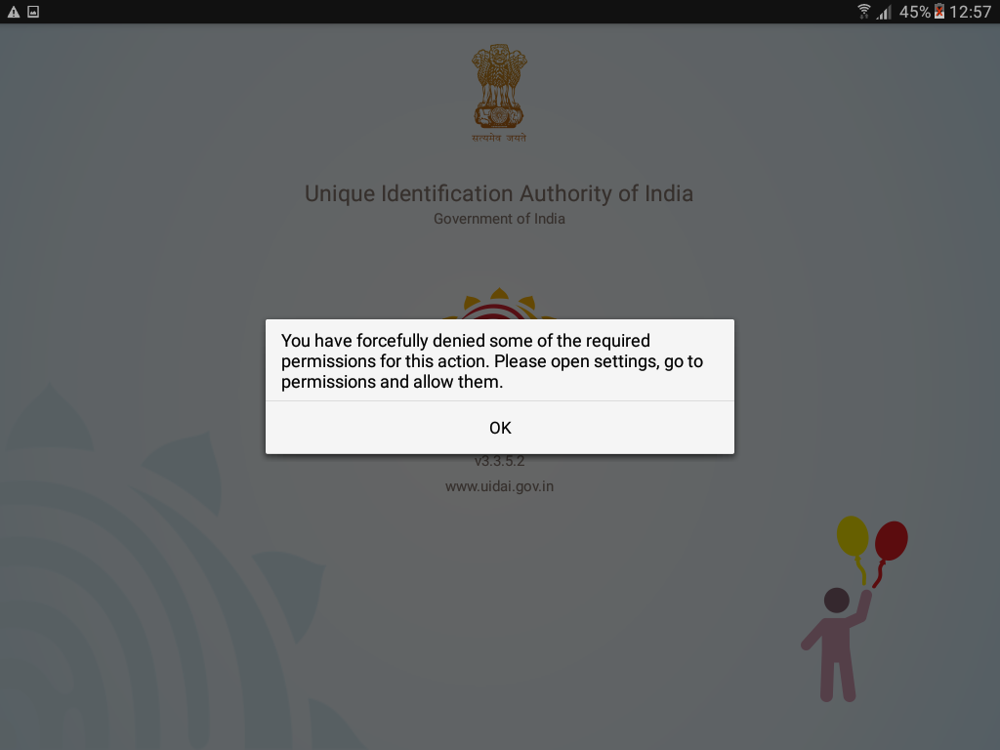 45% 12:57
सत्यमेव जयते
Unique Identification Authority of India
Government of India
You have forcefully denied some of the required
permissions for this action. Please open settings, go to
permissions and allow them.
OK
v3.3.5.2
www.uidai.gov.in